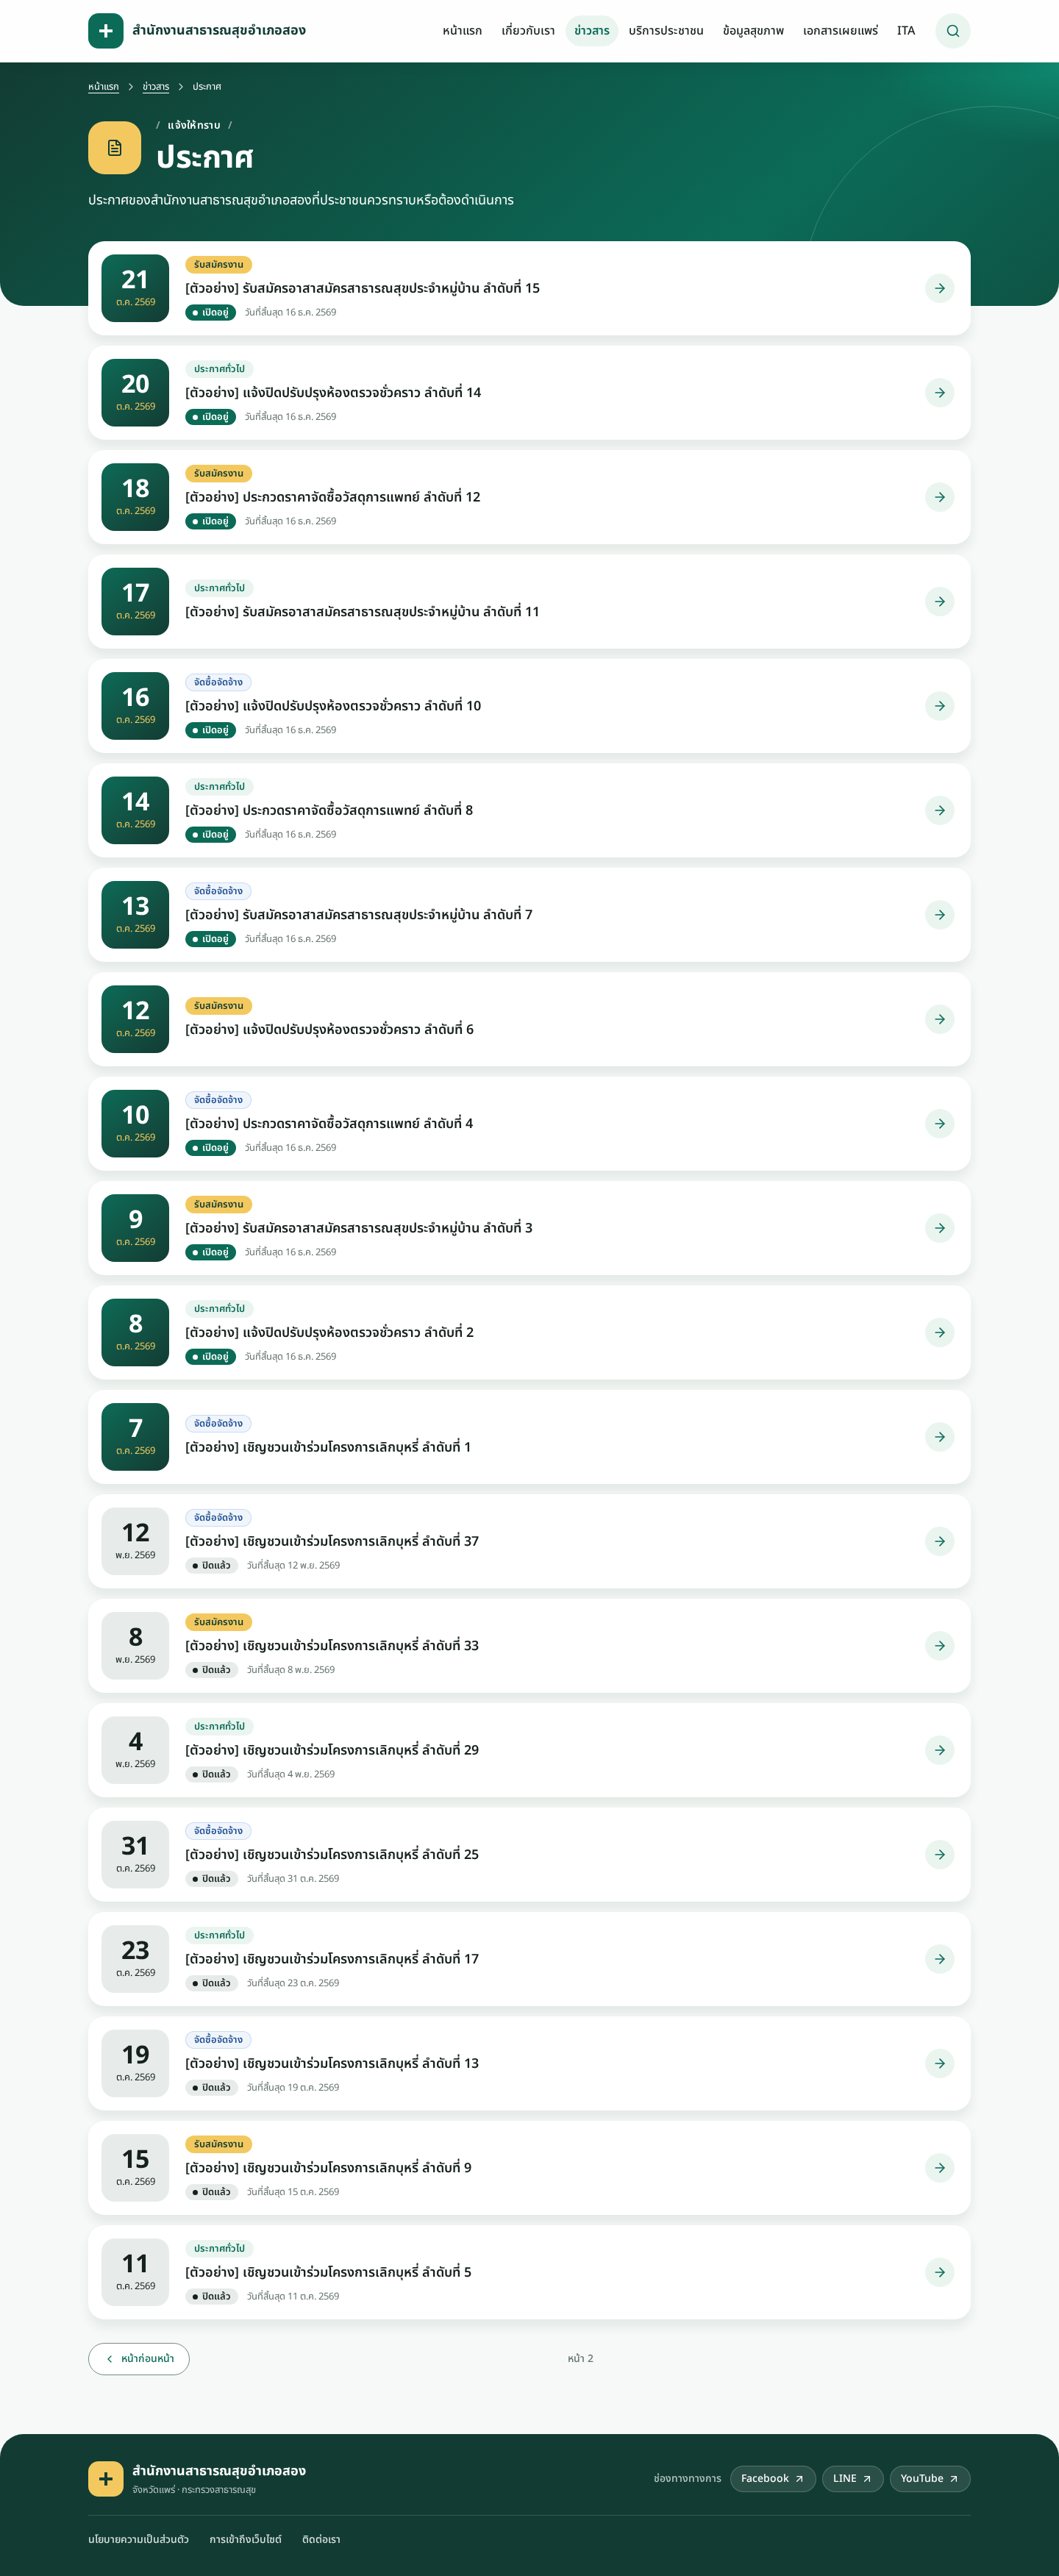 สำนักงานสาธารณสุขอำเภอสอง
หน้าแรก เกี่ยวกับเรา ข่าวสาร บริการประชาชน ข้อมูลสุขภาพ เอกสารเผยแพร่ ITA
หน้าแรก > ข่าวสาร > ประกาศ
/ แจ้งให้ทราบ /
ประกาศ
ประกาศของสำนักงานสาธารณสุขอำเภอสองที่ประชาชนควรทราบหรือต้องดำเนินการ
21
ต.ค. 2569
รับสมัครงาน
[ตัวอย่าง] รับสมัครอาสาสมัครสาธารณสุขประจำหมู่บ้าน ลำดับที่ 15
เปิดอยู่ วันที่สิ้นสุด 16 ธ.ค. 2569
20
ต.ค. 2569
ประกาศทั่วไป
[ตัวอย่าง] แจ้งปิดปรับปรุงห้องตรวจชั่วคราว ลำดับที่ 14
เปิดอยู่ วันที่สิ้นสุด 16 ธ.ค. 2569
18
ต.ค. 2569
รับสมัครงาน
[ตัวอย่าง] ประกวดราคาจัดซื้อวัสดุการแพทย์ ลำดับที่ 12
เปิดอยู่ วันที่สิ้นสุด 16 ธ.ค. 2569
17
ต.ค. 2569
ประกาศทั่วไป
[ตัวอย่าง] รับสมัครอาสาสมัครสาธารณสุขประจำหมู่บ้าน ลำดับที่ 11
16
ต.ค. 2569
จัดซื้อจัดจ้าง
[ตัวอย่าง] แจ้งปิดปรับปรุงห้องตรวจชั่วคราว ลำดับที่ 10
เปิดอยู่ วันที่สิ้นสุด 16 ธ.ค. 2569
14
ต.ค. 2569
ประกาศทั่วไป
[ตัวอย่าง] ประกวดราคาจัดซื้อวัสดุการแพทย์ ลำดับที่ 8
เปิดอยู่ วันที่สิ้นสุด 16 ธ.ค. 2569
13
ต.ค. 2569
จัดซื้อจัดจ้าง
[ตัวอย่าง] รับสมัครอาสาสมัครสาธารณสุขประจำหมู่บ้าน ลำดับที่ 7
เปิดอยู่ วันที่สิ้นสุด 16 ธ.ค. 2569
12
ต.ค. 2569
รับสมัครงาน
[ตัวอย่าง] แจ้งปิดปรับปรุงห้องตรวจชั่วคราว ลำดับที่ 6
10
ต.ค. 2569
จัดซื้อจัดจ้าง
[ตัวอย่าง] ประกวดราคาจัดซื้อวัสดุการแพทย์ ลำดับที่ 4
เปิดอยู่ วันที่สิ้นสุด 16 ธ.ค. 2569
9
ต.ค. 2569
รับสมัครงาน
[ตัวอย่าง] รับสมัครอาสาสมัครสาธารณสุขประจำหมู่บ้าน ลำดับที่ 3
เปิดอยู่ วันที่สิ้นสุด 16 ธ.ค. 2569
8
ต.ค. 2569
ประกาศทั่วไป
[ตัวอย่าง] แจ้งปิดปรับปรุงห้องตรวจชั่วคราว ลำดับที่ 2
เปิดอยู่ วันที่สิ้นสุด 16 ธ.ค. 2569
7
ต.ค. 2569
จัดซื้อจัดจ้าง
[ตัวอย่าง] เชิญชวนเข้าร่วมโครงการเลิกบุหรี่ ลำดับที่ 1
12
พ.ย. 2569
จัดซื้อจัดจ้าง
[ตัวอย่าง] เชิญชวนเข้าร่วมโครงการเลิกบุหรี่ ลำดับที่ 37
ปิดแล้ว วันที่สิ้นสุด 12 พ.ย. 2569
8
พ.ย. 2569
รับสมัครงาน
[ตัวอย่าง] เชิญชวนเข้าร่วมโครงการเลิกบุหรี่ ลำดับที่ 33
ปิดแล้ว วันที่สิ้นสุด 8 พ.ย. 2569
4
พ.ย. 2569
ประกาศทั่วไป
[ตัวอย่าง] เชิญชวนเข้าร่วมโครงการเลิกบุหรี่ ลำดับที่ 29
ปิดแล้ว วันที่สิ้นสุด 4 พ.ย. 2569
31
ต.ค. 2569
จัดซื้อจัดจ้าง
[ตัวอย่าง] เชิญชวนเข้าร่วมโครงการเลิกบุหรี่ ลำดับที่ 25
ปิดแล้ว วันที่สิ้นสุด 31 ต.ค. 2569
23
ต.ค. 2569
ประกาศทั่วไป
[ตัวอย่าง] เชิญชวนเข้าร่วมโครงการเลิกบุหรี่ ลำดับที่ 17
ปิดแล้ว วันที่สิ้นสุด 23 ต.ค. 2569
19
ต.ค. 2569
จัดซื้อจัดจ้าง
[ตัวอย่าง] เชิญชวนเข้าร่วมโครงการเลิกบุหรี่ ลำดับที่ 13
ปิดแล้ว วันที่สิ้นสุด 19 ต.ค. 2569
15
ต.ค. 2569
รับสมัครงาน
[ตัวอย่าง] เชิญชวนเข้าร่วมโครงการเลิกบุหรี่ ลำดับที่ 9
ปิดแล้ว วันที่สิ้นสุด 15 ต.ค. 2569
11
ต.ค. 2569
ประกาศทั่วไป
[ตัวอย่าง] เชิญชวนเข้าร่วมโครงการเลิกบุหรี่ ลำดับที่ 5
ปิดแล้ว วันที่สิ้นสุด 11 ต.ค. 2569
หน้าก่อนหน้า หน้า 2
สำนักงานสาธารณสุขอำเภอสอง
จังหวัดแพร่ · กระทรวงสาธารณสุข
ช่องทางทางการ Facebook LINE YouTube
นโยบายความเป็นส่วนตัว การเข้าถึงเว็บไซต์ ติดต่อเรา